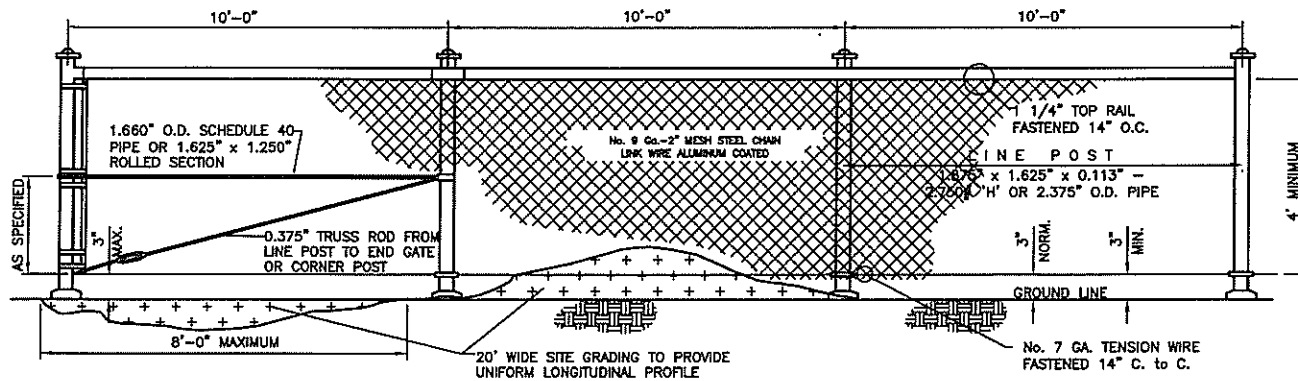 10'-0"
10'-0"
10'-0"
1.660" O.D. SCHEDULE 40
PIPE OR 1.625" x 1.250"
ROLLED SECTION
No. 9 Ga.-2" MESH STEEL CHAIN
LINK WIRE ALUMINUM COATED
1 1/4" TOP RAIL
FASTENED 14" O.C.
LINE POST
1.875" x 1.625" x 0.113" -
'H' OR 2.375" O.D. PIPE
4' MINIMUM
AS SPECIFIED
3"
MAX.
0.375" TRUSS ROD FROM
LINE POST TO END GATE
OR CORNER POST
3"
NORM.
3"
MIN.
GROUND LINE
8'-0" MAXIMUM
20' WIDE SITE GRADING TO PROVIDE
UNIFORM LONGITUDINAL PROFILE
No. 7 GA. TENSION WIRE
FASTENED 14" C. to C.